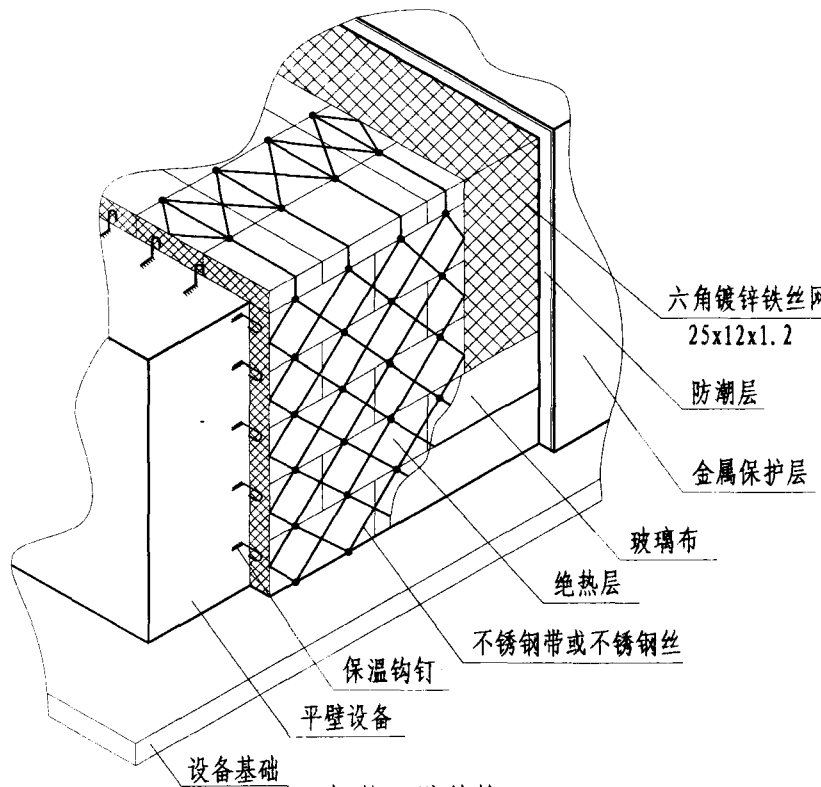 六角镀锌铁丝网
25x12x1.2
防潮层
金属保护层
玻璃布
绝热层
不锈钢带或不锈钢丝
保温钩钉
平壁设备
设备基础